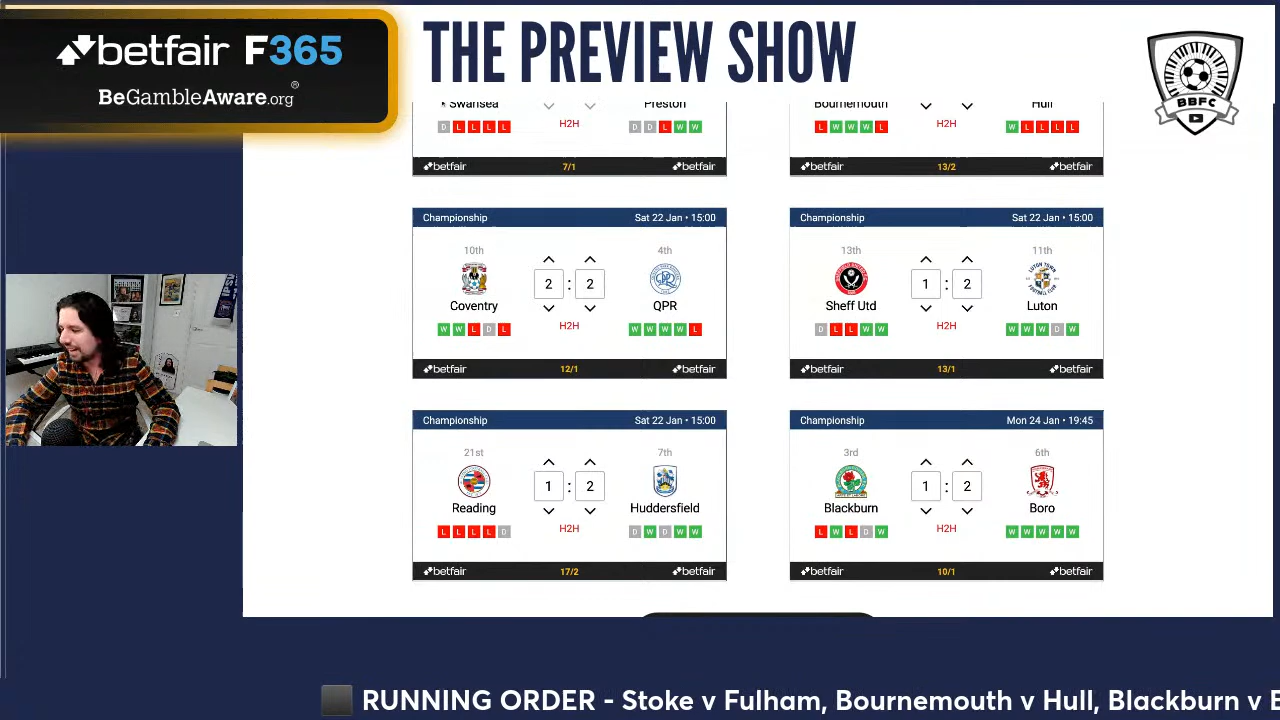 betfair F365
BeGambleAware.org®
THE PREVIEW SHOW
BBFC
Swansea Preston
D L L L L H2H D D L W W
betfair 7/1 betfair
Bournemouth Hull
L W W W L H2H W L L L L
betfair 13/2 betfair
Championship Sat 22 Jan • 15:00
10th 4th
2 : 2
Coventry QPR
W W L D L H2H W W W W L
betfair 12/1 betfair
Championship Sat 22 Jan • 15:00
13th 11th
1 : 2
Sheff Utd Luton
D L L W W H2H W W W D W
betfair 13/1 betfair
Championship Sat 22 Jan • 15:00
21st 7th
1 : 2
Reading Huddersfield
L L L L D H2H D W D W W
betfair 17/2 betfair
Championship Mon 24 Jan • 19:45
3rd 6th
1 : 2
Blackburn Boro
L W L D W H2H W W W W W
betfair 10/1 betfair
RUNNING ORDER - Stoke v Fulham, Bournemouth v Hull, Blackburn v